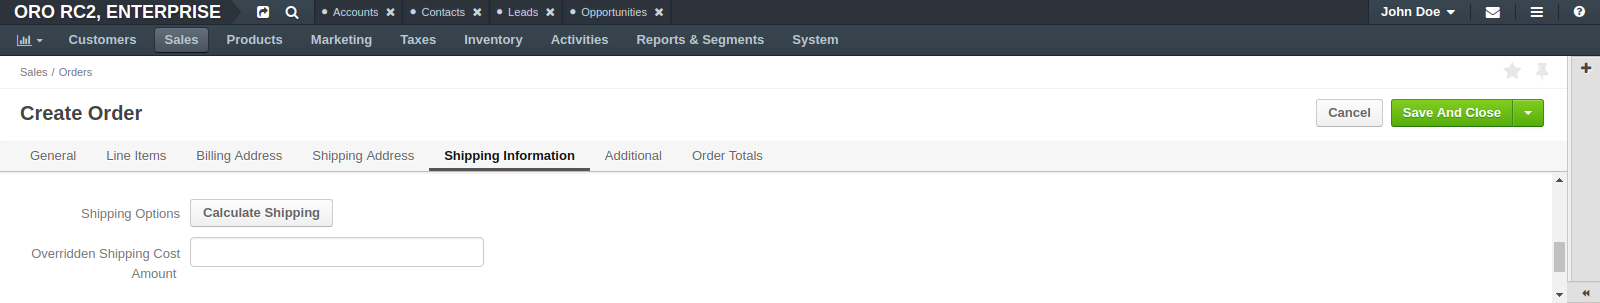 ORO RC2, ENTERPRISE Accounts Contacts Leads Opportunities John Doe
Customers Sales Products Marketing Taxes Inventory Activities Reports & Segments System
Sales / Orders
Create Order Cancel Save And Close
General Line Items Billing Address Shipping Address Shipping Information Additional Order Totals
Shipping Options Calculate Shipping
Overridden Shipping Cost
Amount